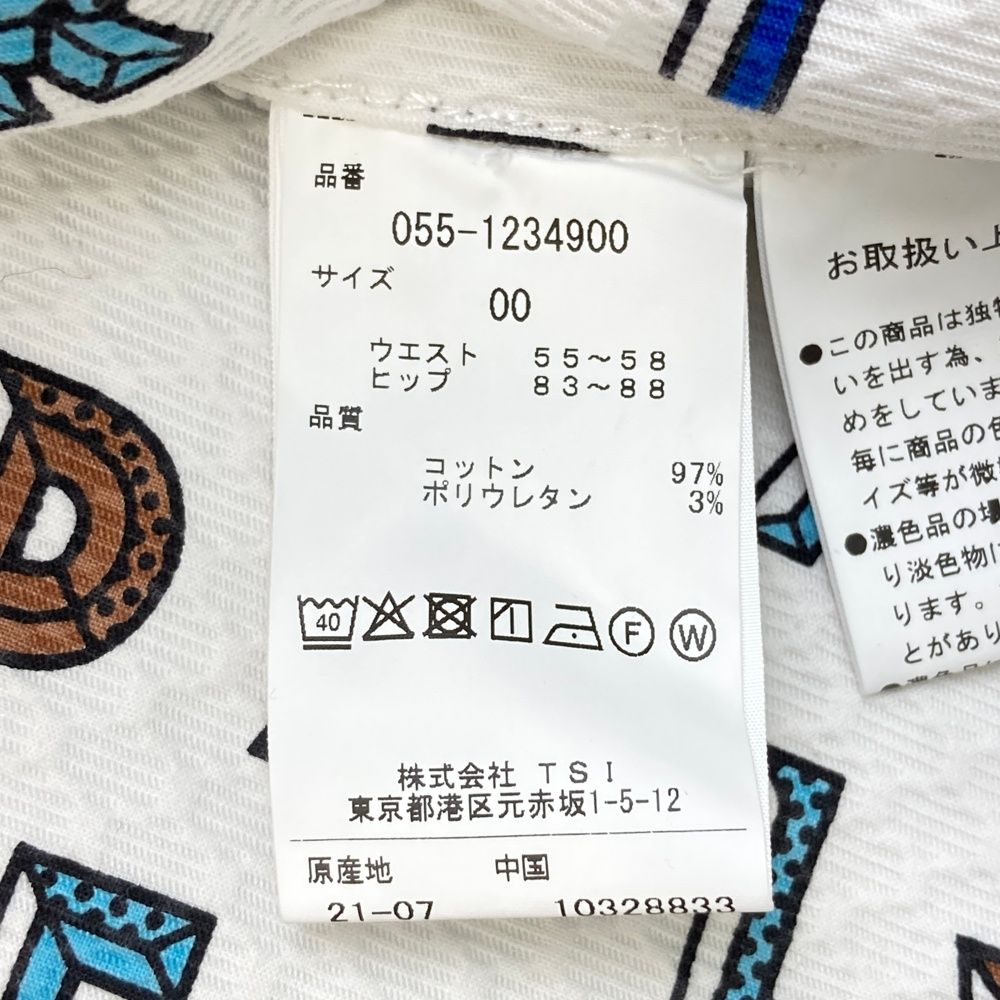 品番
055-1234900
サイズ
00
ウエスト 55～58
ヒップ 83～88
品質
コットン 97%
ポリウレタン 3%
40
F
W
株式会社 TSI
東京都港区元赤坂1-5-12
原産地 中国
21-07 10328833
お取扱い上
●この商品は独特
いを出す為、
めをしていま
毎に商品の色
イズ等が微
●濃色品の場
り淡色物に
ります。
とがあり